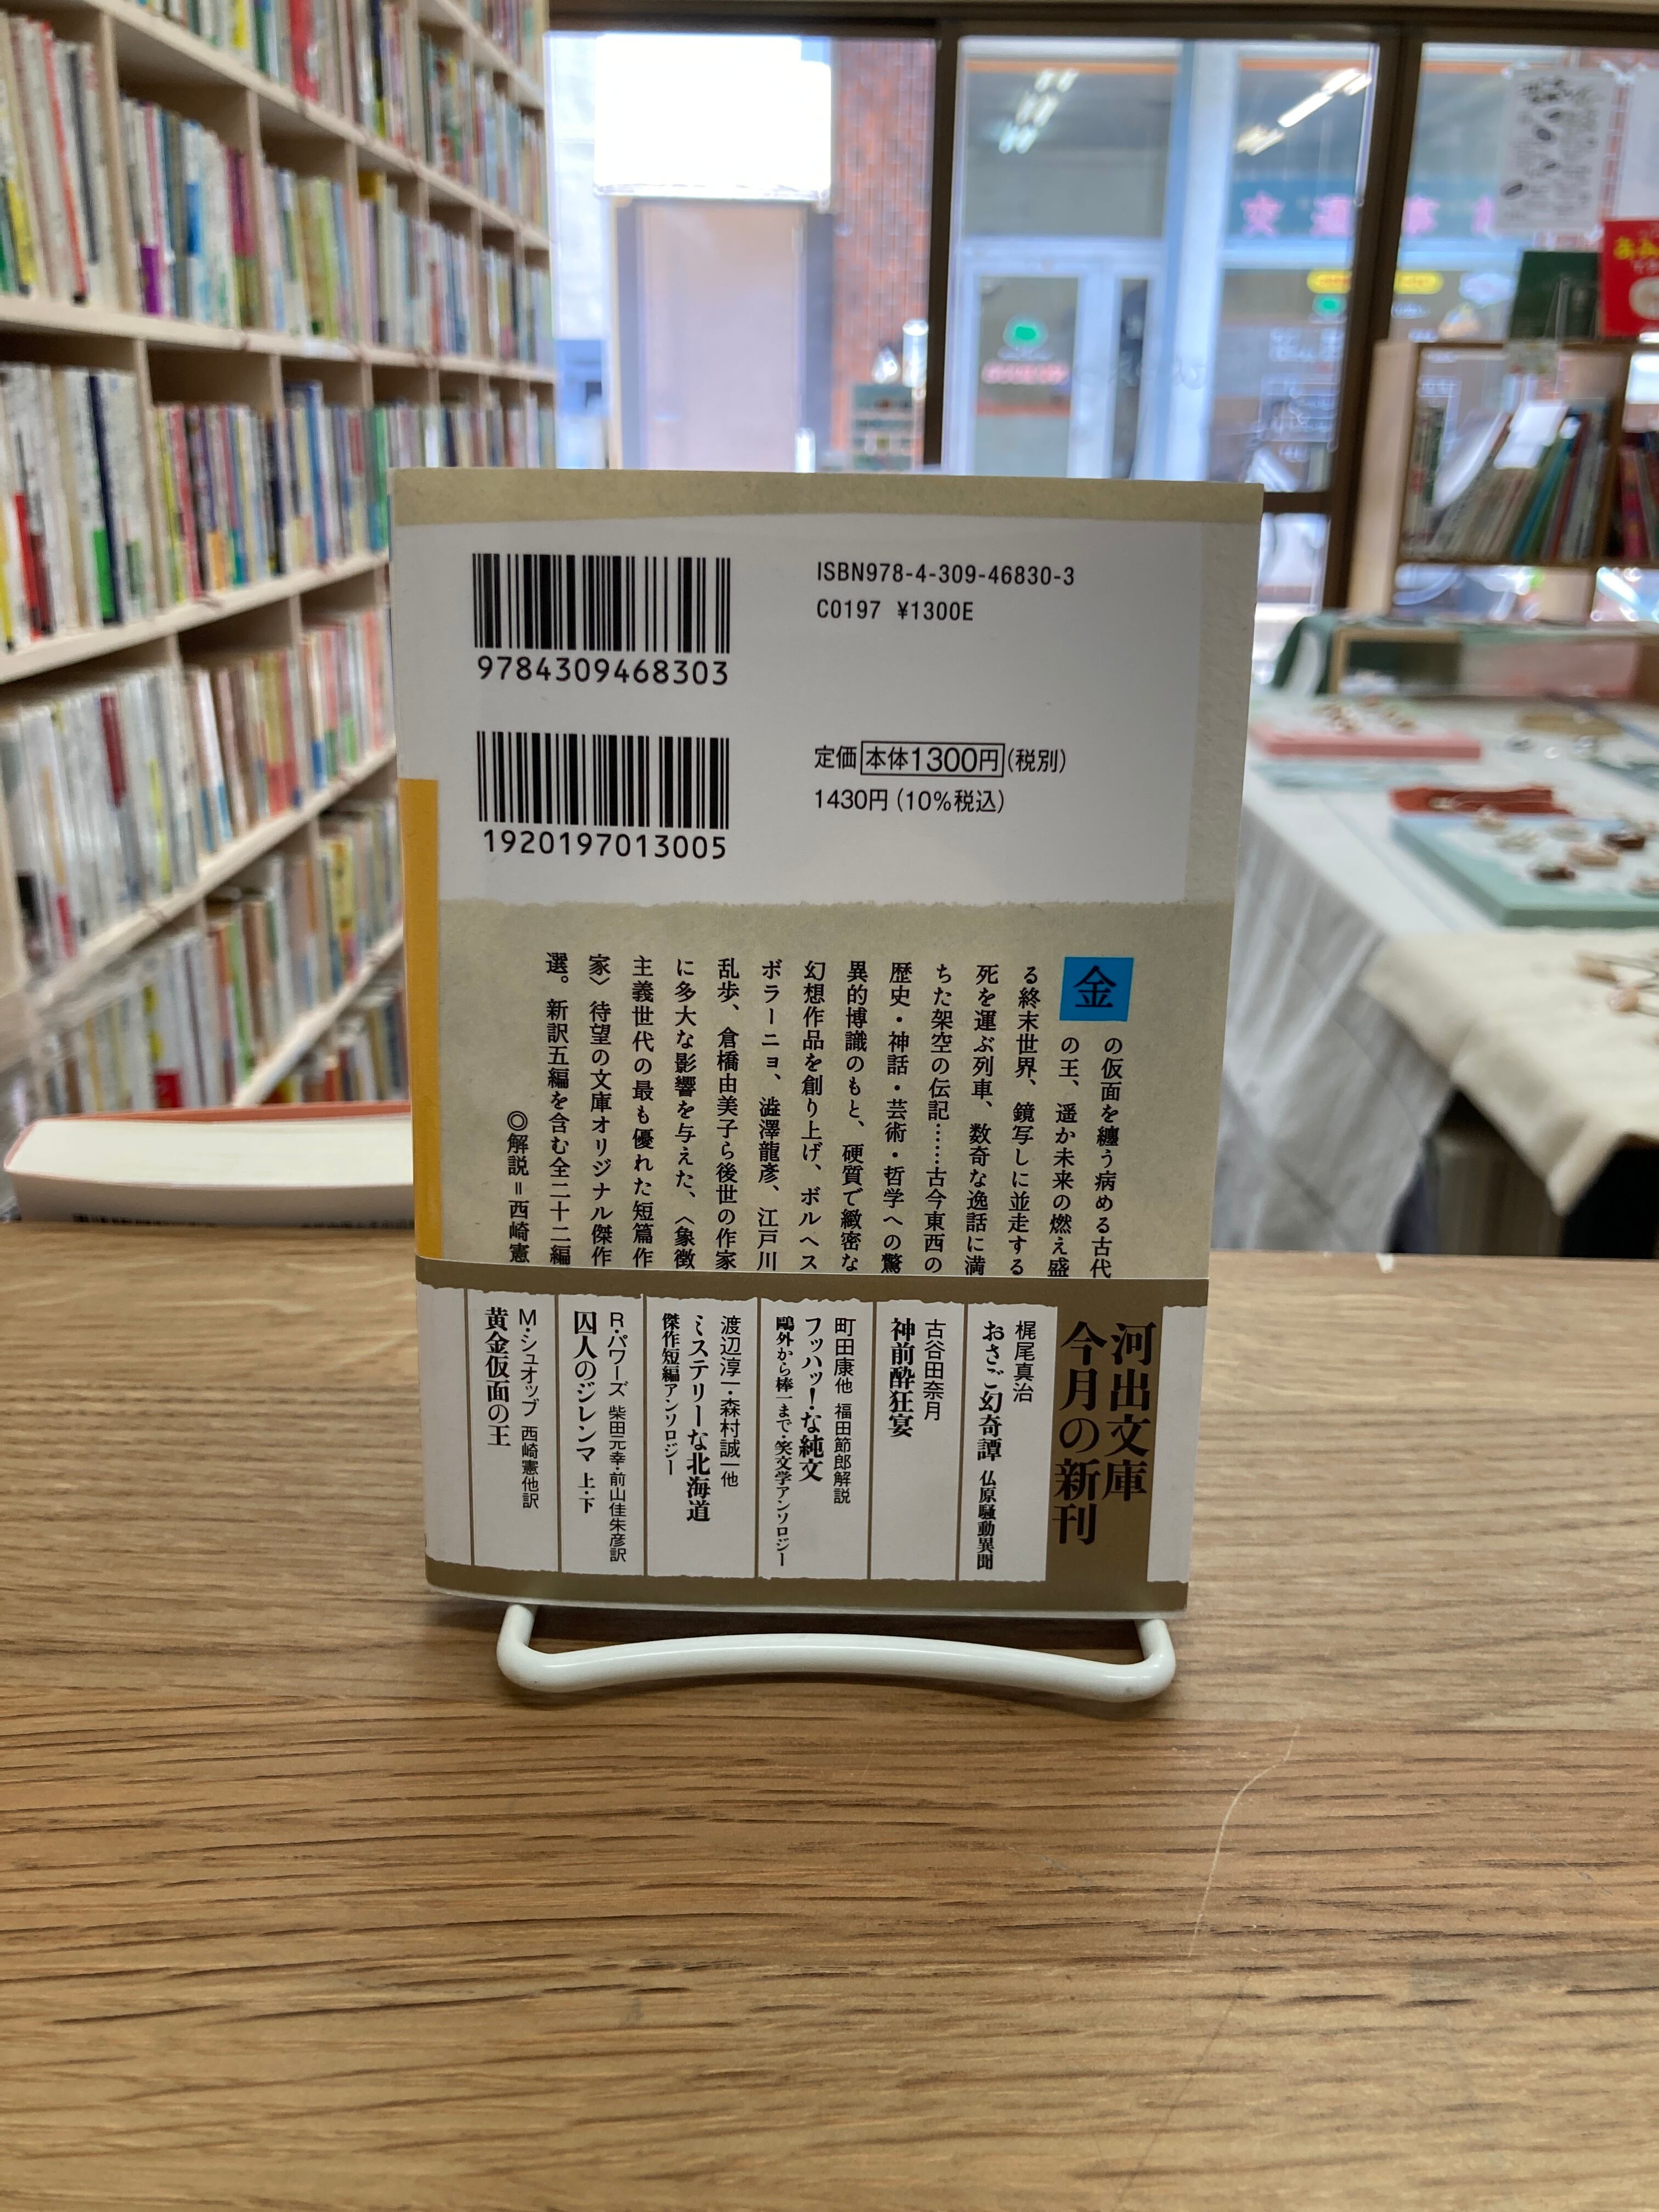 ISBN978-4-309-46830-3
C0197 ¥1300E
9784309468303
定価 本体1300円 (税別)
1430円 (10%税込)
1920197013005
金の仮面を纏う病める古代
の王、遥か未来の燃え盛
る終末世界、鏡写しに並走する
死を運ぶ列車、数奇な逸話に満
ちた架空の伝記……古今東西の
歴史・神話・芸術・哲学への驚
異的博識のもと、硬質で緻密な
幻想作品を創り上げ、ボルヘス
ボラーニョ、澁澤龍彥、江戸川
乱歩、倉橋由美子ら後世の作家
に多大な影響を与えた、〈象徴
主義世代の最も優れた短篇作
家〉待望の文庫オリジナル傑作
選。新訳五編を含む全二十二編
◎解説＝西崎憲
河出文庫
今月の新刊
梶尾真治
おさご幻奇譚 仏原騒動異聞
古谷田奈月
神前酔狂宴
町田康他 福田節郎解説
フッハッ！な純文
鷗外から棒一まで・笑文学アンソロジー
渡辺淳一・森村誠一他
ミステリーな北海道
傑作短編アンソロジー
R・パワーズ 柴田元幸・前山佳朱彦訳
囚人のジレンマ 上・下
M・シュオッブ 西崎憲他訳
黄金仮面の王